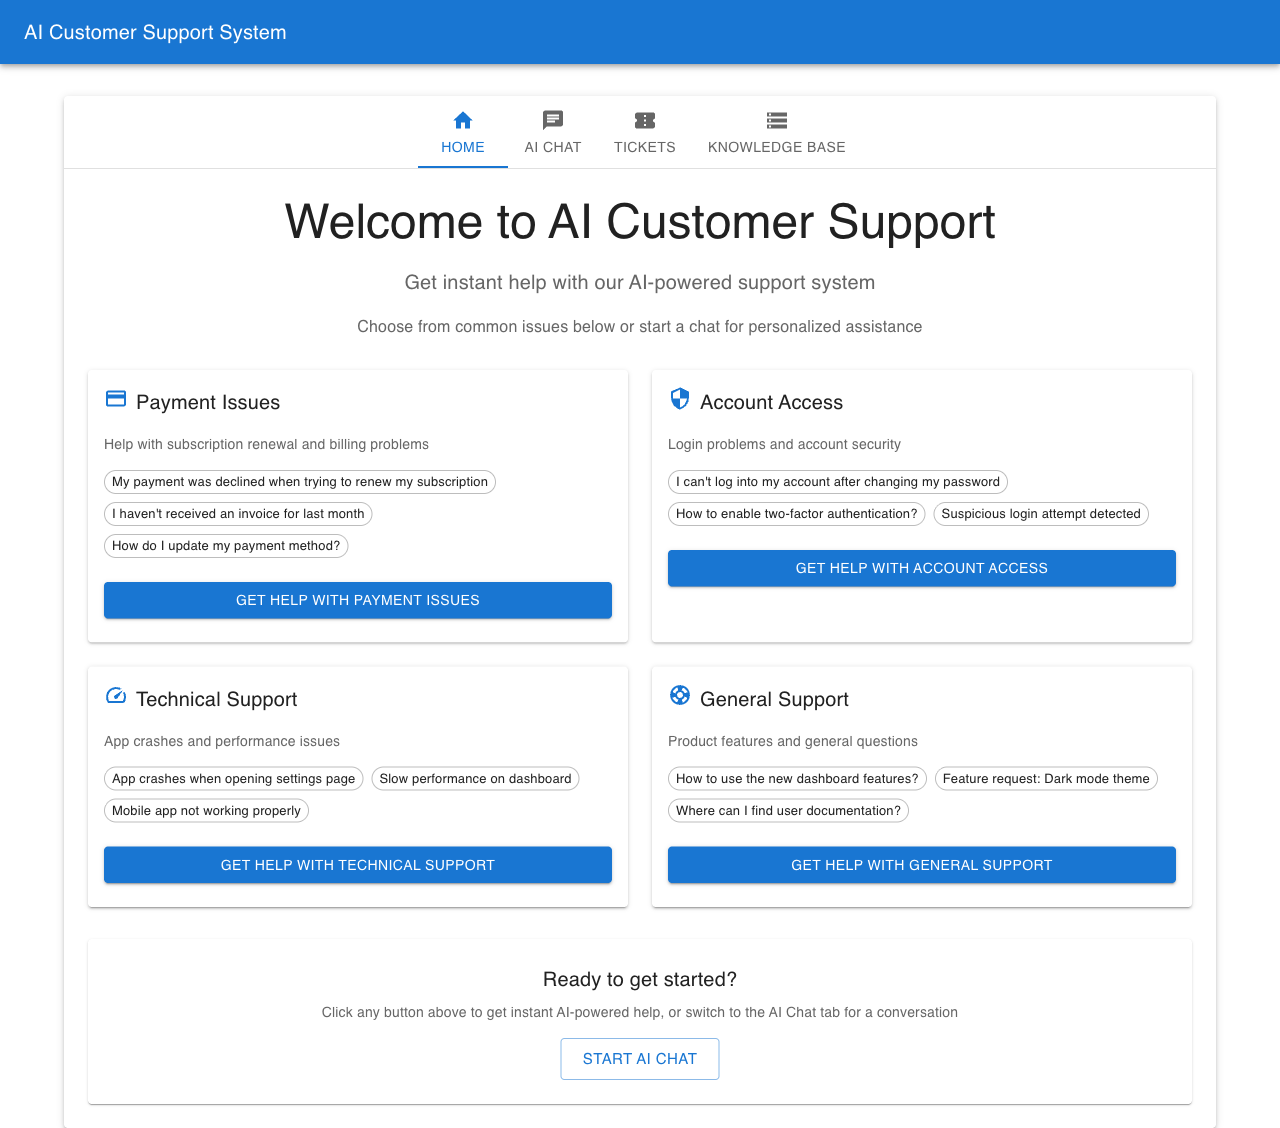 AI Customer Support System
HOME
AI CHAT
TICKETS
KNOWLEDGE BASE
Welcome to AI Customer Support
Get instant help with our AI-powered support system
Choose from common issues below or start a chat for personalized assistance
Payment Issues
Help with subscription renewal and billing problems
My payment was declined when trying to renew my subscription
I haven't received an invoice for last month
How do I update my payment method?
GET HELP WITH PAYMENT ISSUES
Account Access
Login problems and account security
I can't log into my account after changing my password
How to enable two-factor authentication?
Suspicious login attempt detected
GET HELP WITH ACCOUNT ACCESS
Technical Support
App crashes and performance issues
App crashes when opening settings page
Slow performance on dashboard
Mobile app not working properly
GET HELP WITH TECHNICAL SUPPORT
General Support
Product features and general questions
How to use the new dashboard features?
Feature request: Dark mode theme
Where can I find user documentation?
GET HELP WITH GENERAL SUPPORT
Ready to get started?
Click any button above to get instant AI-powered help, or switch to the AI Chat tab for a conversation
START AI CHAT